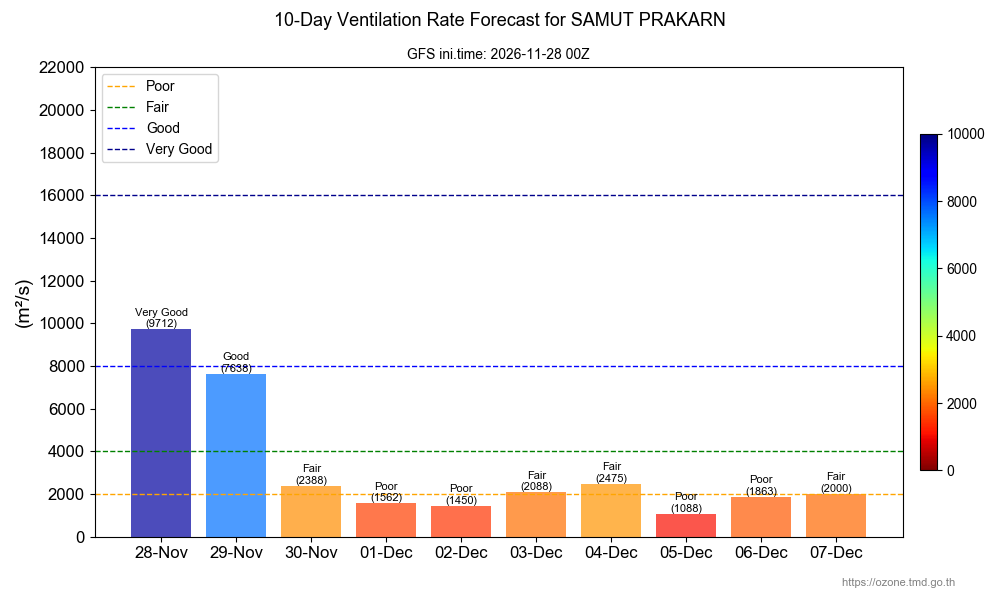 10-Day Ventilation Rate Forecast for SAMUT PRAKARN
GFS ini.time: 2026-11-28 00Z
22000
20000
18000
16000
14000
12000
10000
8000
6000
4000
2000
0
(m²/s)
Poor
Fair
Good
Very Good
Very Good
(9712)
Good
(7638)
Fair
(2388)
Poor
(1562)
Poor
(1450)
Fair
(2088)
Fair
(2475)
Poor
(1088)
Poor
(1863)
Fair
(2000)
28-Nov 29-Nov 30-Nov 01-Dec 02-Dec 03-Dec 04-Dec 05-Dec 06-Dec 07-Dec
10000
8000
6000
4000
2000
0
https://ozone.tmd.go.th